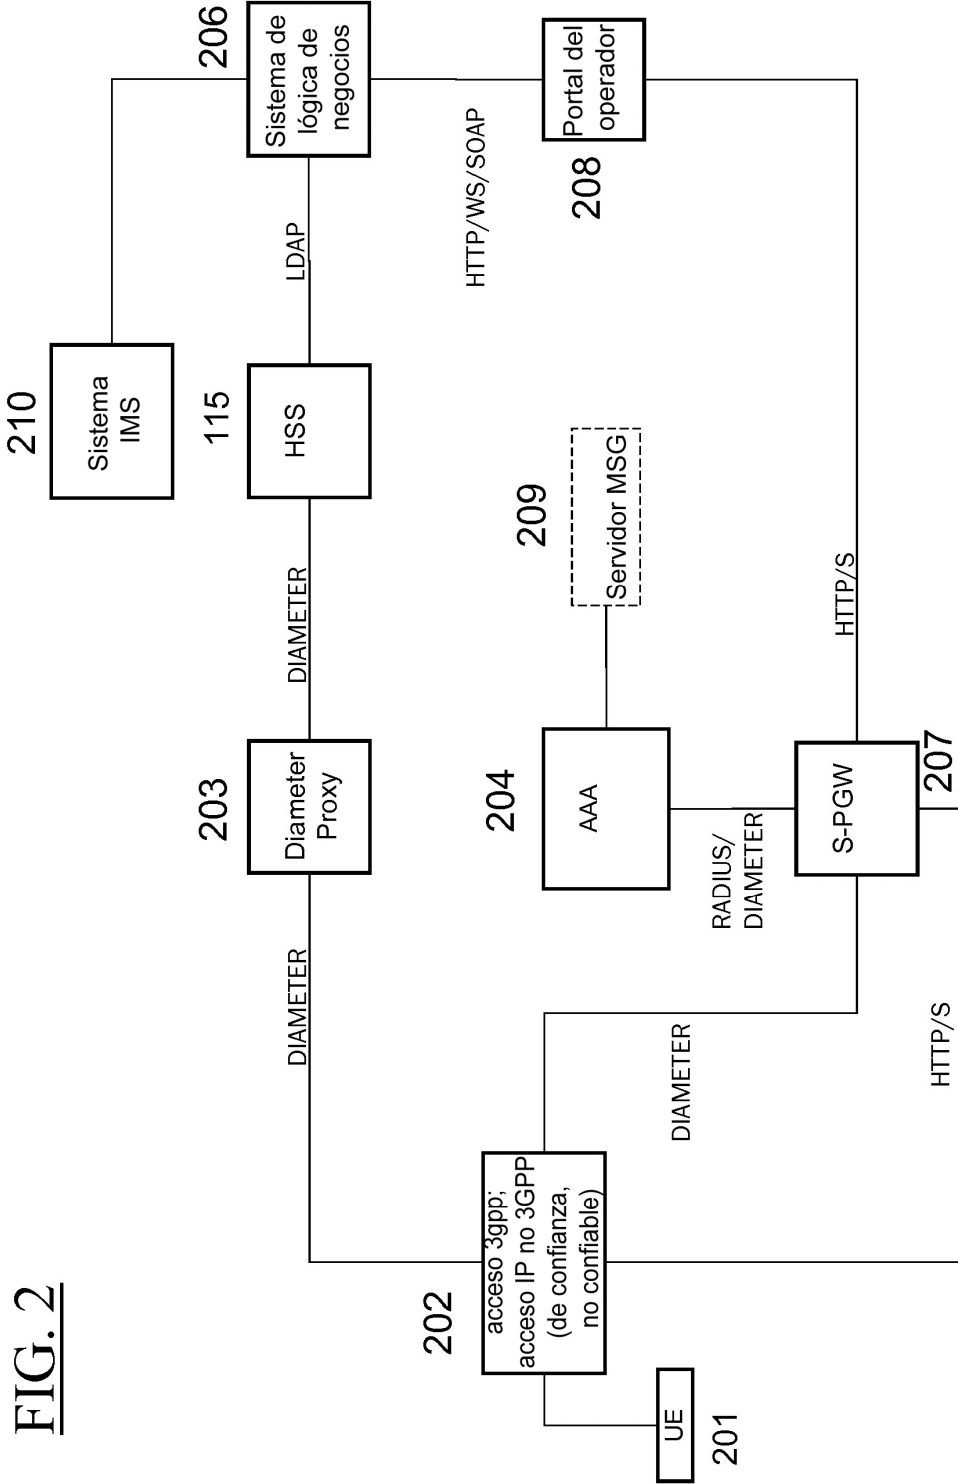 FIG. 2
210
Sistema
IMS
206
Sistema de
lógica de
negocios
115
HSS
LDAP
DIAMETER
203
Diameter
Proxy
DIAMETER
HTTP/WS/SOAP
Portal del
operador
208
209
Servidor MSG
204
AAA
RADIUS/
DIAMETER
HTTP/S
S-PGW
207
DIAMETER
HTTP/S
202
acceso 3gpp;
acceso IP no 3GPP
(de confianza,
no confiable)
UE
201